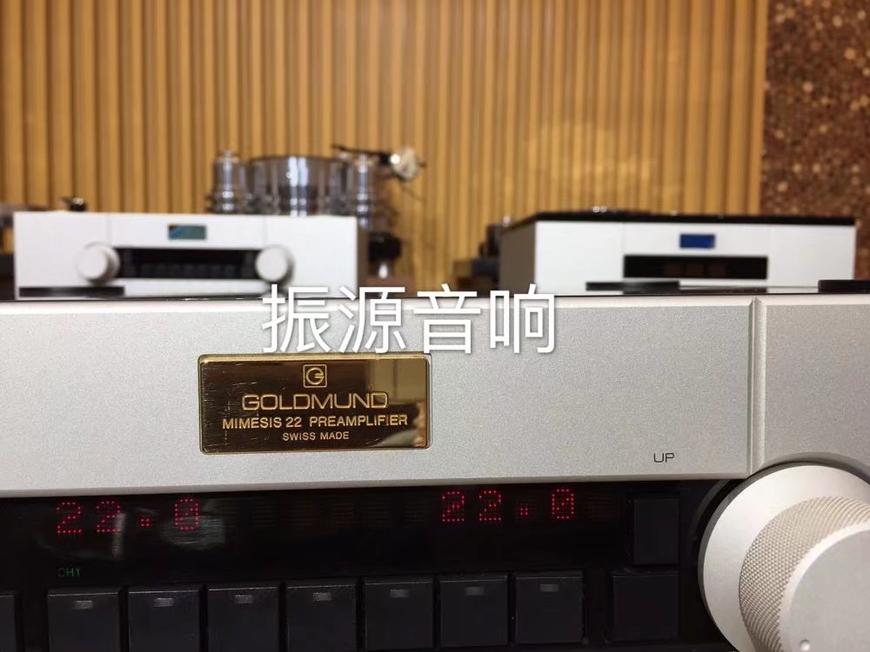 振源音响
GOLDMUND
MIMESIS 22 PREAMPLIFIER
SWISS MADE
UP
22.0 22.0
CH1